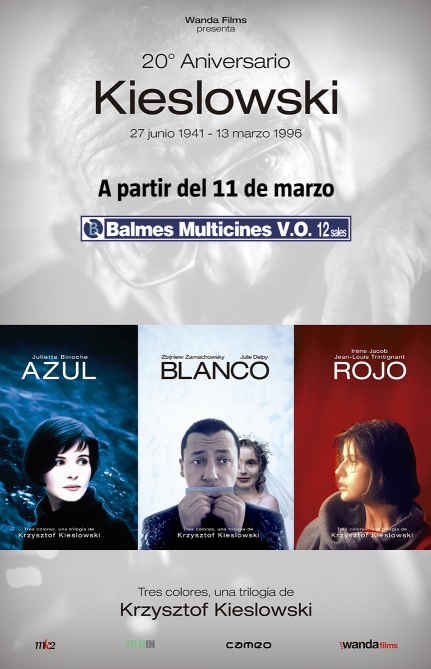 Wanda Films
presenta
20° Aniversario
Kieslowski
27 junio 1941 - 13 marzo 1996
A partir del 11 de marzo
B Balmes Multicines V.O. 12 sales
Juliette Binoche
AZUL
Tres colores, una trilogía de
Krzysztof Kieslowski
Zbigniew Zamachowsky Julie Delpy
BLANCO
Tres colores, una trilogía de
Krzysztof Kieslowski
Irène Jacob
Jean-Louis Trintignant
ROJO
Tres colores, una trilogía de
Krzysztof Kieslowski
Tres colores, una trilogía de
Krzysztof Kieslowski
mk2 FILMIN cameo wandafilms